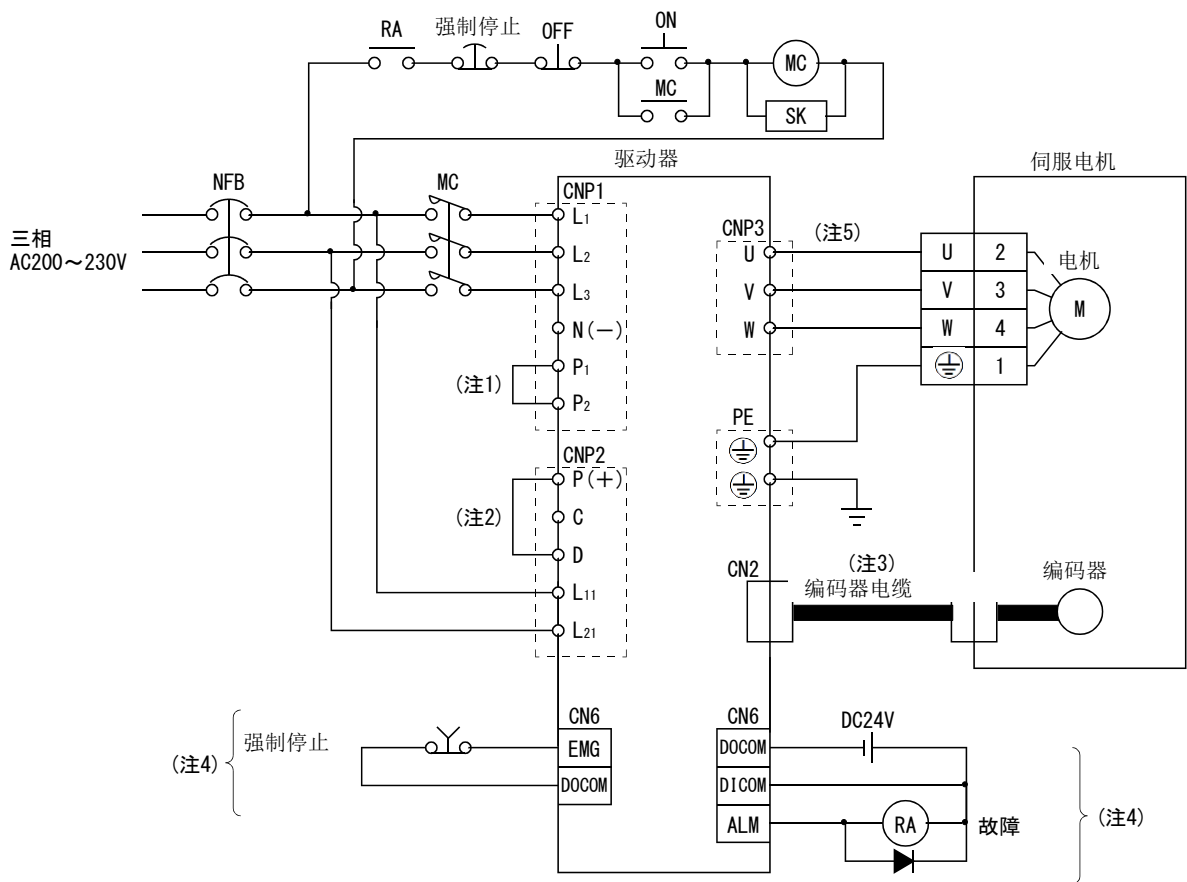 RA
强制停止
OFF
ON
MC
MC
SK
驱动器
伺服电机
NFB
MC
CNP1
三相
AC200～230V
L1
L2
L3
N(—)
P1
P2
(注1)
CNP3
U
V
W
(注5)
U 2
V 3
W 4
1
电机
M
PE
CNP2
P(+)
C
D
L11
L21
(注2)
CN2
(注3)
编码器电缆
编码器
(注4)
强制停止
CN6
EMG
DOCOM
CN6
DOCOM
DICOM
ALM
DC24V
RA
故障
(注4)